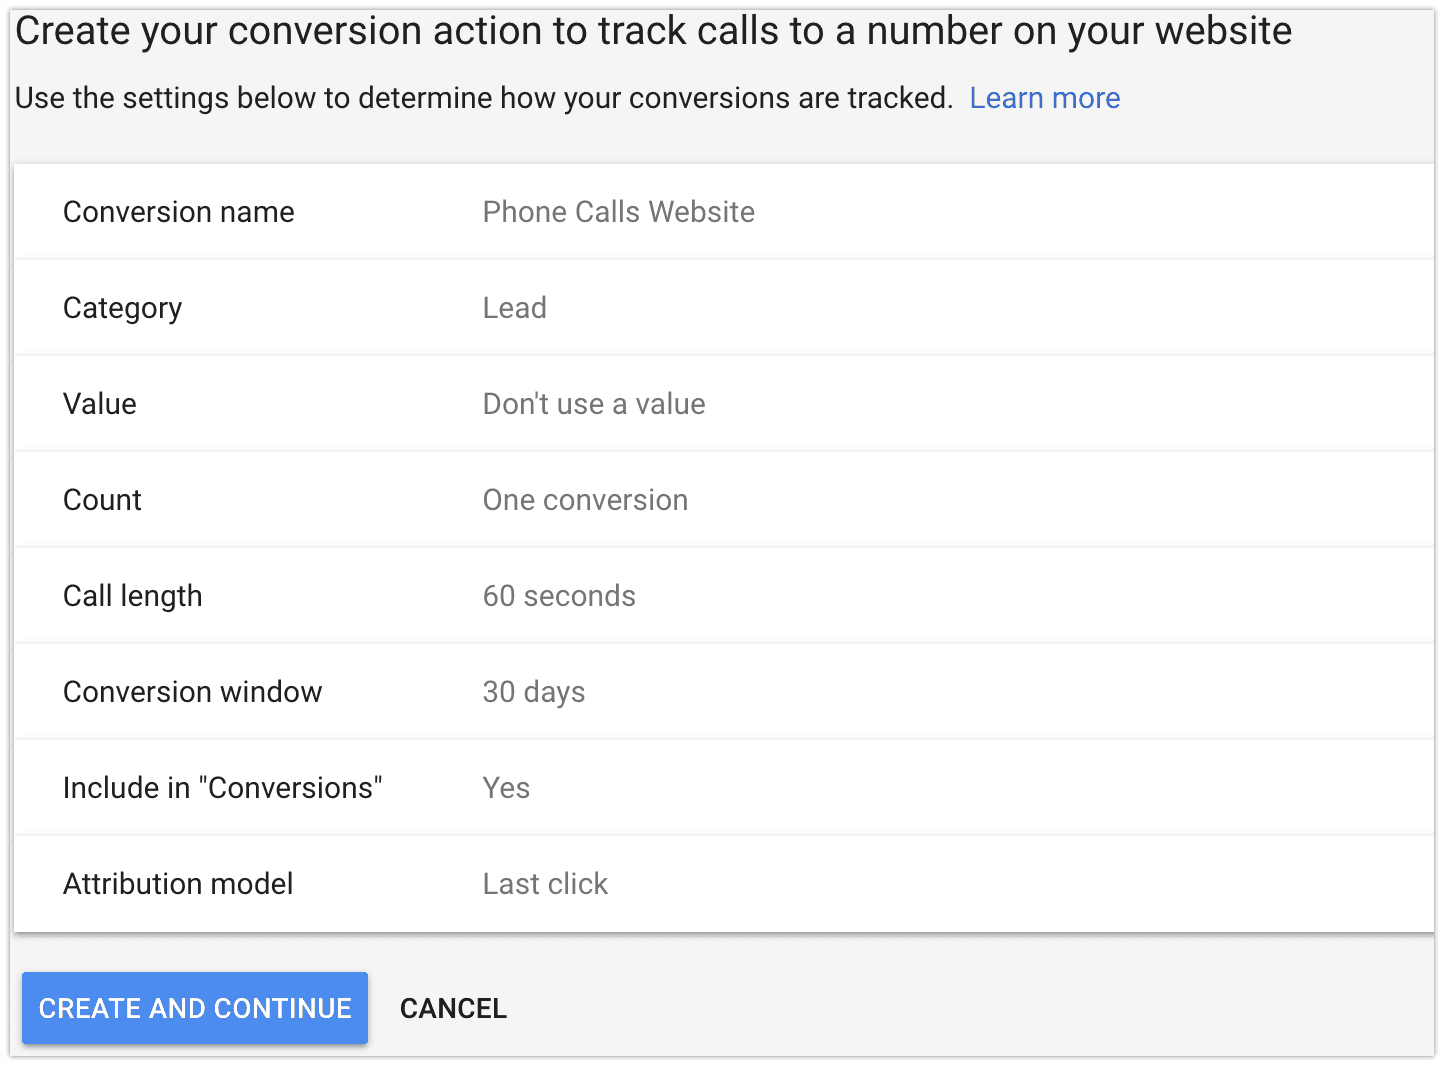 Create your conversion action to track calls to a number on your website
Use the settings below to determine how your conversions are tracked. Learn more
Conversion name Phone Calls Website
Category Lead
Value Don't use a value
Count One conversion
Call length 60 seconds
Conversion window 30 days
Include in "Conversions" Yes
Attribution model Last click
CREATE AND CONTINUE CANCEL